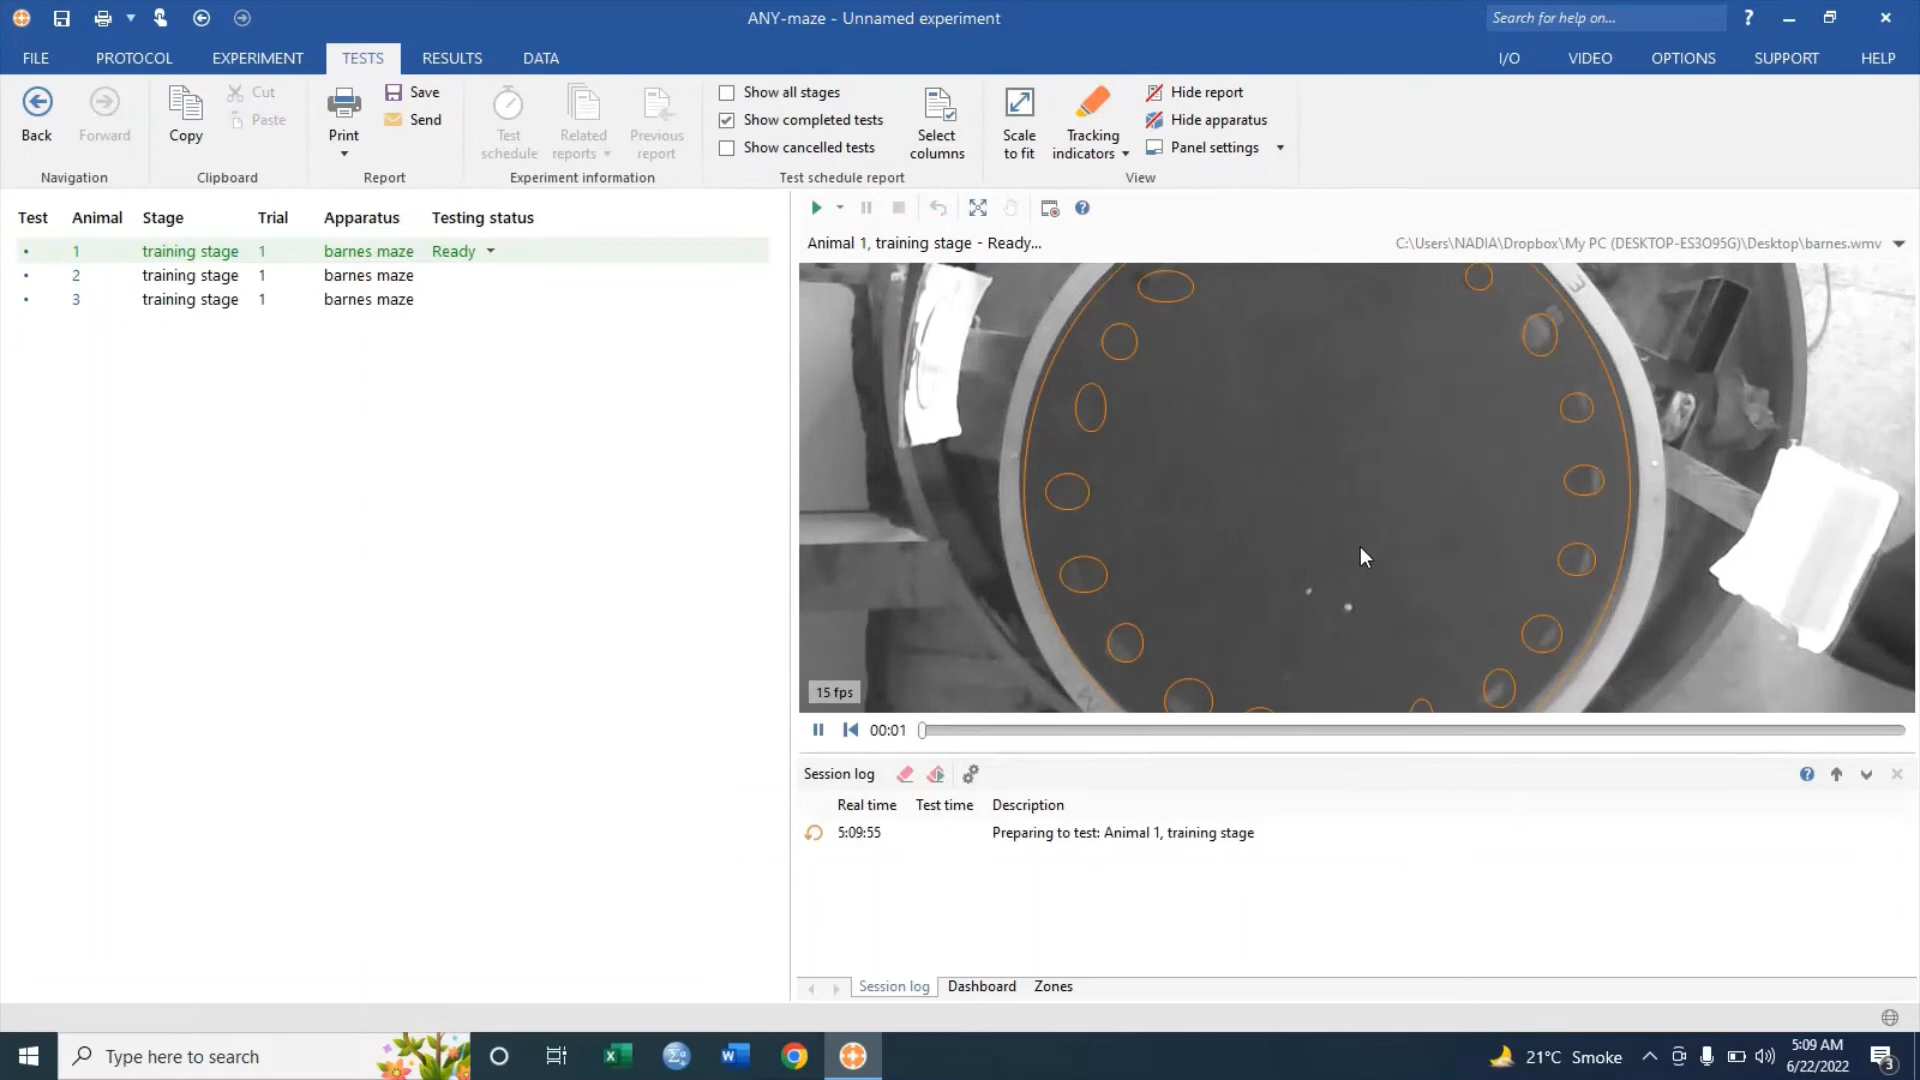 ANY-maze - Unnamed experiment
Search for help on...
?
FILE PROTOCOL EXPERIMENT TESTS RESULTS DATA I/O VIDEO OPTIONS SUPPORT HELP
Back
Forward
Navigation
Copy
Cut
Paste
Clipboard
Print
Save
Send
Report
Test schedule
Related reports
Previous report
Experiment information
Show all stages
Show completed tests
Show cancelled tests
Select columns
Test schedule report
Scale to fit
Tracking indicators
Hide report
Hide apparatus
Panel settings
View
Test Animal Stage Trial Apparatus Testing status
1 training stage 1 barnes maze Ready
2 training stage 1 barnes maze
3 training stage 1 barnes maze
Animal 1, training stage - Ready...
C:\Users\NADIA\Dropbox\My PC (DESKTOP-ES3O95G)\Desktop\barnes.wmv
15 fps
00:01
Session log
Real time Test time Description
5:09:55 Preparing to test: Animal 1, training stage
Session log Dashboard Zones
Type here to search
21°C Smoke
5:09 AM
6/22/2022
3